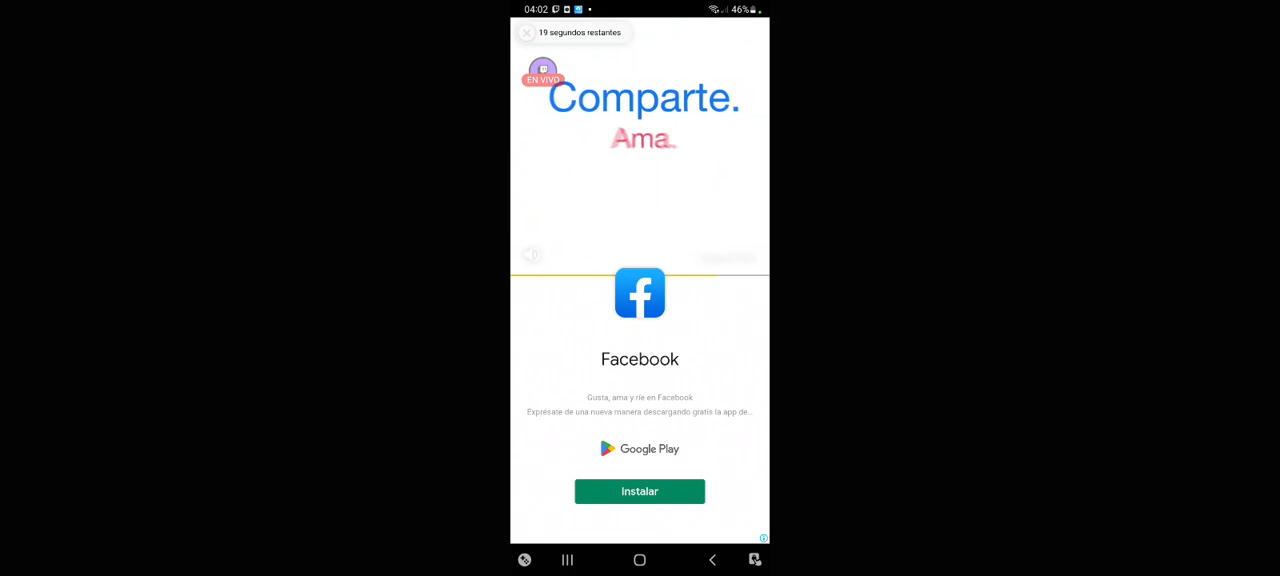 04:02
46%
19 segundos restantes
EN VIVO
Comparte.
Ama.
Facebook
Gusta, ama y ríe en Facebook
Exprésate de una nueva manera descargando gratis la app de...
Google Play
Instalar